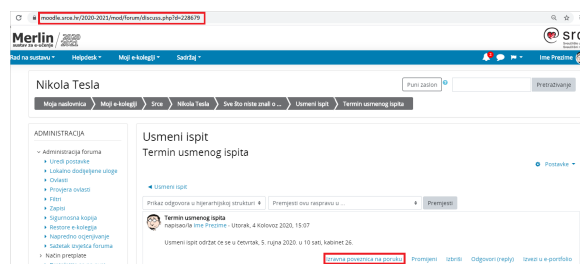 moodle.srce.hr/2020-2021/mod/forum/discuss.php?d=228679
Merlin / 2020 2021
sustav za e-učenje
src
Rad na sustavu Helpdesk Moji e-kolegiji Sadržaj Ime Prezime
Nikola Tesla
Puni zaslon Pretraživanje
Moja naslovnica Moji e-kolegiji Srce Nikola Tesla Sve što niste znali o ... Usmeni ispit Termin usmenog ispita
ADMINISTRACIJA
Administracija foruma
Uredi postavke
Lokalno dodijeljene uloge
Ovlasti
Provjera ovlasti
Filtri
Zapisi
Sigurnosna kopija
Restore e-kolegija
Napredno ocjenjivanje
Sažetak izvješća foruma
Način pretplate
Usmeni ispit
Termin usmenog ispita
Postavke
◄ Usmeni ispit
Prikaz odgovora u hijerarhijskoj strukturi Premjesti ovu raspravu u ... Premjesti
Termin usmenog ispita
napisao/la Ime Prezime - Utorak, 4 Kolovoz 2020, 15:07
Usmeni ispit održat će se u četvrtak, 5. rujna 2020. u 10 sati, kabinet 26.
Izravna poveznica na poruku Promijeni Izbriši Odgovori (reply) Izvezi u e-portfolio